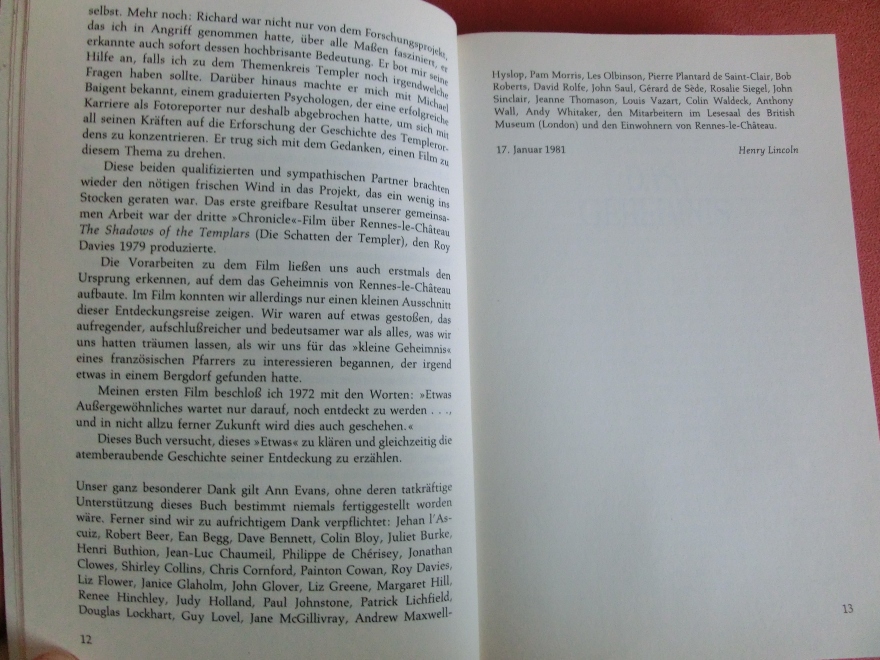 selbst. Mehr noch: Richard war nicht nur von dem Forschungsprojekt,
das ich in Angriff genommen hatte, über alle Maßen fasziniert, er
erkannte auch sofort dessen hochbrisante Bedeutung. Er bot mir seine
Hilfe an, falls ich zu dem Themenkreis Templer noch irgendwelche
Fragen haben sollte. Darüber hinaus machte er mich mit Michael
Baigent bekannt, einem graduierten Psychologen, der eine erfolgreiche
Karriere als Fotoreporter nur deshalb abgebrochen hatte, um sich mit
all seinen Kräften auf die Erforschung der Geschichte des Templeror-
dens zu konzentrieren. Er trug sich mit dem Gedanken, einen Film zu
diesem Thema zu drehen.
Diese beiden qualifizierten und sympathischen Partner brachten
wieder den nötigen frischen Wind in das Projekt, das ein wenig ins
Stocken geraten war. Das erste greifbare Resultat unserer gemeinsa-
men Arbeit war der dritte »Chronicle«-Film über Rennes-le-Château
The Shadows of the Templars (Die Schatten der Templer), den Roy
Davies 1979 produzierte.
Die Vorarbeiten zu dem Film ließen uns auch erstmals den
Ursprung erkennen, auf dem das Geheimnis von Rennes-le-Château
aufbaute. Im Film konnten wir allerdings nur einen kleinen Ausschnitt
dieser Entdeckungsreise zeigen. Wir waren auf etwas gestoßen, das
aufregender, aufschlußreicher und bedeutsamer war als alles, was wir
uns hatten träumen lassen, als wir uns für das »kleine Geheimnis«
eines französischen Pfarrers zu interessieren begannen, der irgend
etwas in einem Bergdorf gefunden hatte.
Meinen ersten Film beschloß ich 1972 mit den Worten: »Etwas
Außergewöhnliches wartet nur darauf, noch entdeckt zu werden . . .,
und in nicht allzu ferner Zukunft wird dies auch geschehen.«
Dieses Buch versucht, dieses »Etwas« zu klären und gleichzeitig die
atemberaubende Geschichte seiner Entdeckung zu erzählen.
Unser ganz besonderer Dank gilt Ann Evans, ohne deren tatkräftige
Unterstützung dieses Buch bestimmt niemals fertiggestellt worden
wäre. Ferner sind wir zu aufrichtigem Dank verpflichtet: Jehan l'As-
cuiz, Robert Beer, Ean Begg, Dave Bennett, Colin Bloy, Juliet Burke,
Henri Buthion, Jean-Luc Chaumeil, Philippe de Chérisey, Jonathan
Clowes, Shirley Collins, Chris Cornford, Painton Cowan, Roy Davies,
Liz Flower, Janice Glaholm, John Glover, Liz Greene, Margaret Hill,
Renee Hinchley, Judy Holland, Paul Johnstone, Patrick Lichfield,
Douglas Lockhart, Guy Lovel, Jane McGillivray, Andrew Maxwell-
12
Hyslop, Pam Morris, Les Olbinson, Pierre Plantard de Saint-Clair, Bob
Roberts, David Rolfe, John Saul, Gérard de Sède, Rosalie Siegel, John
Sinclair, Jeanne Thomason, Louis Vazart, Colin Waldeck, Anthony
Wall, Andy Whitaker, den Mitarbeitern im Lesesaal des British
Museum (London) und den Einwohnern von Rennes-le-Château.
17. Januar 1981 Henry Lincoln
13